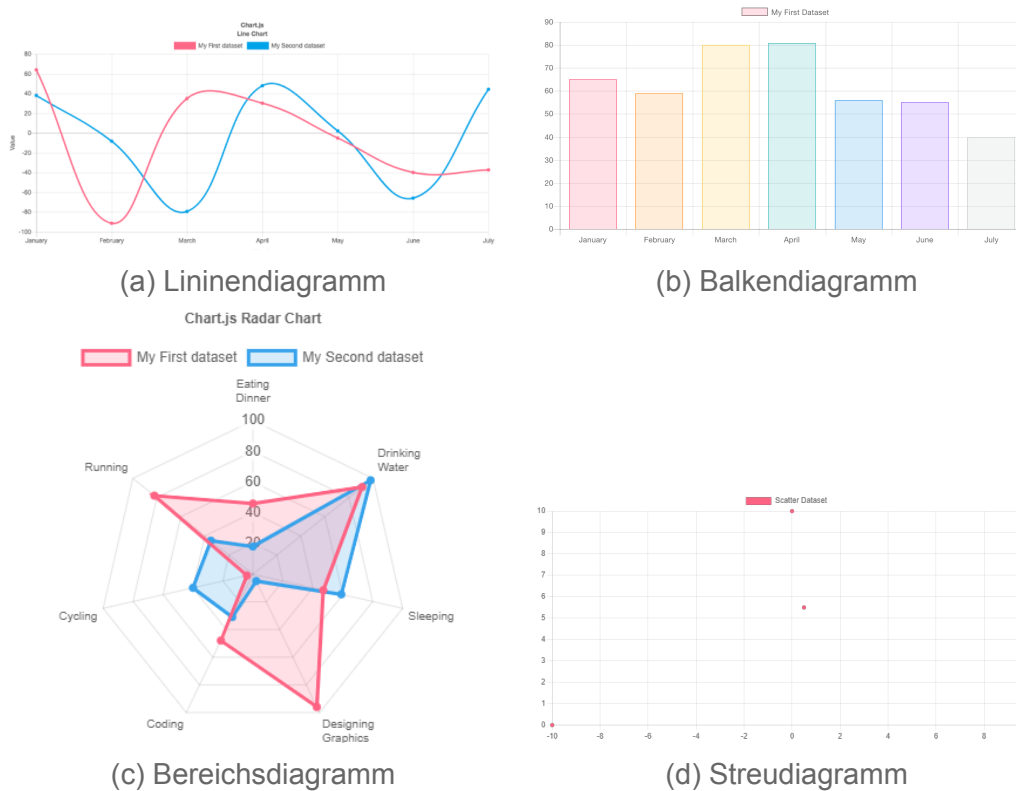 Chart.js
Line Chart
My First dataset My Second dataset
80
60
40
20
0
-20
-40
-60
-80
-100
Value
January February March April May June July
(a) Lininendiagramm
My First Dataset
90
80
70
60
50
40
30
20
10
0
January February March April May June July
(b) Balkendiagramm
Chart.js Radar Chart
My First dataset My Second dataset
Eating
Dinner
100
80
60
40
20
Drinking
Water
Sleeping
Designing
Graphics
Coding
Cycling
Running
(c) Bereichsdiagramm
Scatter Dataset
10
9
8
7
6
5
4
3
2
1
0
-10 -8 -6 -4 -2 0 2 4 6 8
(d) Streudiagramm